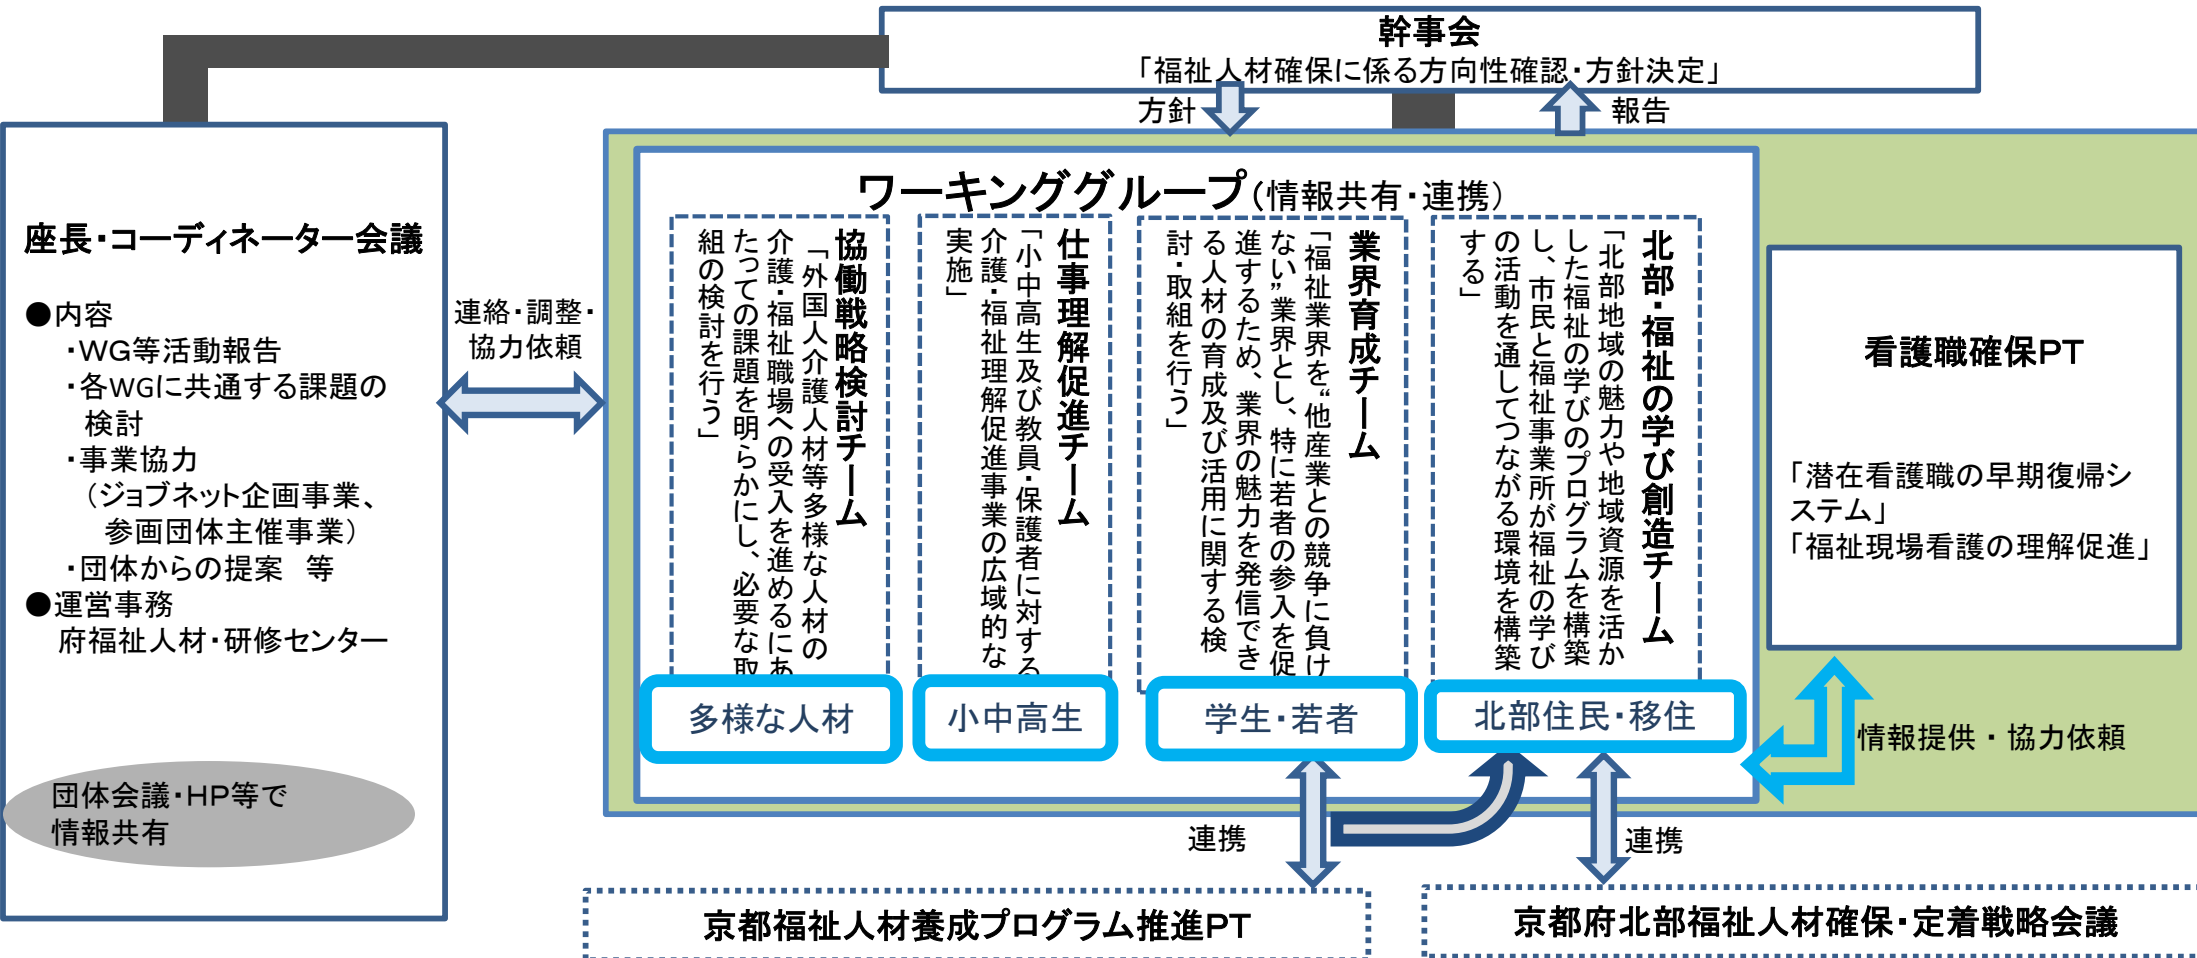 幹事会
「福祉人材確保に係る方向性確認・方針決定」
方針
報告
座長・コーディネーター会議
●内容
・WG等活動報告
・各WGに共通する課題の
検討
・事業協力
（ジョブネット企画事業、
参画団体主催事業）
・団体からの提案　等
●運営事務
府福祉人材・研修センター
団体会議・HP等で
情報共有
連絡・調整・
協力依頼
ワーキンググループ(情報共有・連携）
協働戦略検討チーム
「外国人介護人材等多様な人材の
介護・福祉職場への受入を進めるにあ
たっての課題を明らかにし、必要な取
組の検討を行う」
多様な人材
仕事理解促進チーム
「小中高生及び教員・保護者に対する
介護・福祉理解促進事業の広域的な
実施」
小中高生
業界育成チーム
「福祉業界を“他産業との競争に負け
ない”業界とし、特に若者の参入を促
進するため、業界の魅力を発信でき
る人材の育成及び活用に関する検
討・取組を行う」
学生・若者
北部・福祉の学び創造チーム
「北部地域の魅力や地域資源を活か
した福祉の学びのプログラムを構築
し、市民と福祉事業所が福祉の学び
の活動を通してつながる環境を構築
する」
北部住民・移住
看護職確保PT
「潜在看護職の早期復帰シ
ステム」
「福祉現場看護の理解促進」
情報提供・協力依頼
連携
連携
京都福祉人材養成プログラム推進PT
京都府北部福祉人材確保・定着戦略会議